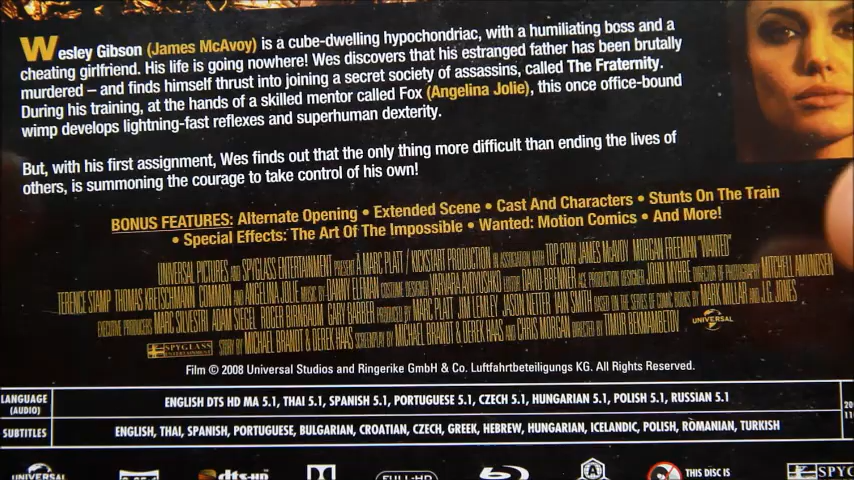 Wesley Gibson (James McAvoy) is a cube-dwelling hypochondriac, with a humiliating boss and a
cheating girlfriend. His life is going nowhere! Wes discovers that his estranged father has been brutally
murdered – and finds himself thrust into joining a secret society of assassins, called The Fraternity.
During his training, at the hands of a skilled mentor called Fox (Angelina Jolie), this once office-bound
wimp develops lightning-fast reflexes and superhuman dexterity.
But, with his first assignment, Wes finds out that the only thing more difficult than ending the lives of
others, is summoning the courage to take control of his own!
BONUS FEATURES: Alternate Opening • Extended Scene • Cast And Characters • Stunts On The Train
• Special Effects: The Art Of The Impossible • Wanted: Motion Comics • And More!
UNIVERSAL PICTURES AND SPYGLASS ENTERTAINMENT PRESENT A MARC PLATT / KICKSTART PRODUCTION IN ASSOCIATION WITH TOP COW JAMES McAVOY MORGAN FREEMAN "WANTED"
TERENCE STAMP THOMAS KRETSCHMANN COMMON AND ANGELINA JOLIE MUSIC BY DANNY ELFMAN COSTUME DESIGNER VARVARA AVDYUSHKO EDITOR DAVID BRENNER ACE PRODUCTION DESIGNER JOHN MYHRE DIRECTOR OF PHOTOGRAPHY MITCHELL AMUNDSEN
EXECUTIVE PRODUCERS MARC SILVESTRI ADAM SIEGEL ROGER BIRNBAUM GARY BARBER PRODUCED BY MARC PLATT JIM LEMLEY JASON NETTER IAIN SMITH BASED ON THE SERIES OF COMIC BOOKS BY MARK MILLAR AND J.G. JONES
SPYGLASS ENTERTAINMENT STORY BY MICHAEL BRANDT & DEREK HAAS SCREENPLAY BY MICHAEL BRANDT & DEREK HAAS AND CHRIS MORGAN DIRECTED BY TIMUR BEKMAMBETOV UNIVERSAL
Film © 2008 Universal Studios and Ringerike GmbH & Co. Luftfahrtbeteiligungs KG. All Rights Reserved.
LANGUAGE (AUDIO) ENGLISH DTS HD MA 5.1, THAI 5.1, SPANISH 5.1, PORTUGUESE 5.1, CZECH 5.1, HUNGARIAN 5.1, POLISH 5.1, RUSSIAN 5.1
SUBTITLES ENGLISH, THAI, SPANISH, PORTUGUESE, BULGARIAN, CROATIAN, CZECH, GREEK, HEBREW, HUNGARIAN, ICELANDIC, POLISH, ROMANIAN, TURKISH
UNIVERSAL dts-HD FULL-HD A THIS DISC IS